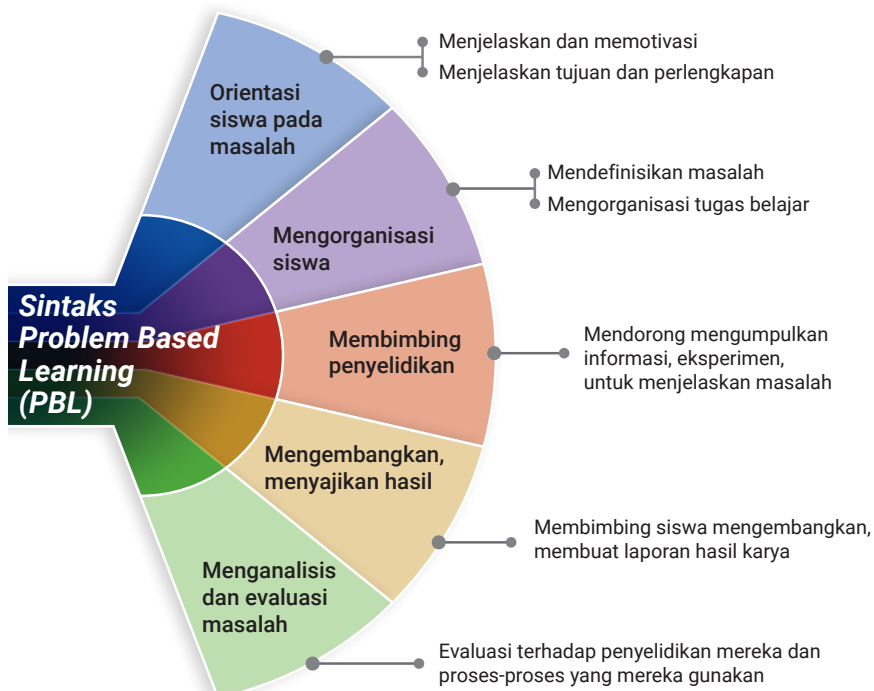 Sintaks
Problem Based
Learning
(PBL)
Orientasi
siswa pada
masalah
Menjelaskan dan memotivasi
Menjelaskan tujuan dan perlengkapan
Mengorganisasi
siswa
Mendefinisikan masalah
Mengorganisasi tugas belajar
Membimbing
penyelidikan
Mendorong mengumpulkan
informasi, eksperimen,
untuk menjelaskan masalah
Mengembangkan,
menyajikan hasil
Membimbing siswa mengembangkan,
membuat laporan hasil karya
Menganalisis
dan evaluasi
masalah
Evaluasi terhadap penyelidikan mereka dan
proses-proses yang mereka gunakan